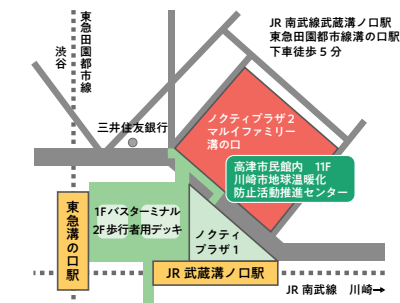 JR 南武線武蔵溝ノ口駅
東急田園都市線溝の口駅
下車徒歩5分
東急田園都市線
渋谷
三井住友銀行
ノクティプラザ2
マルイファミリー
溝の口
高津市民館内 11F
川崎市地球温暖化
防止活動推進センター
1Fバスターミナル
2F歩行者用デッキ
東急溝の口駅
ノクティ
プラザ1
JR 武蔵溝ノ口駅
JR 南武線 川崎→